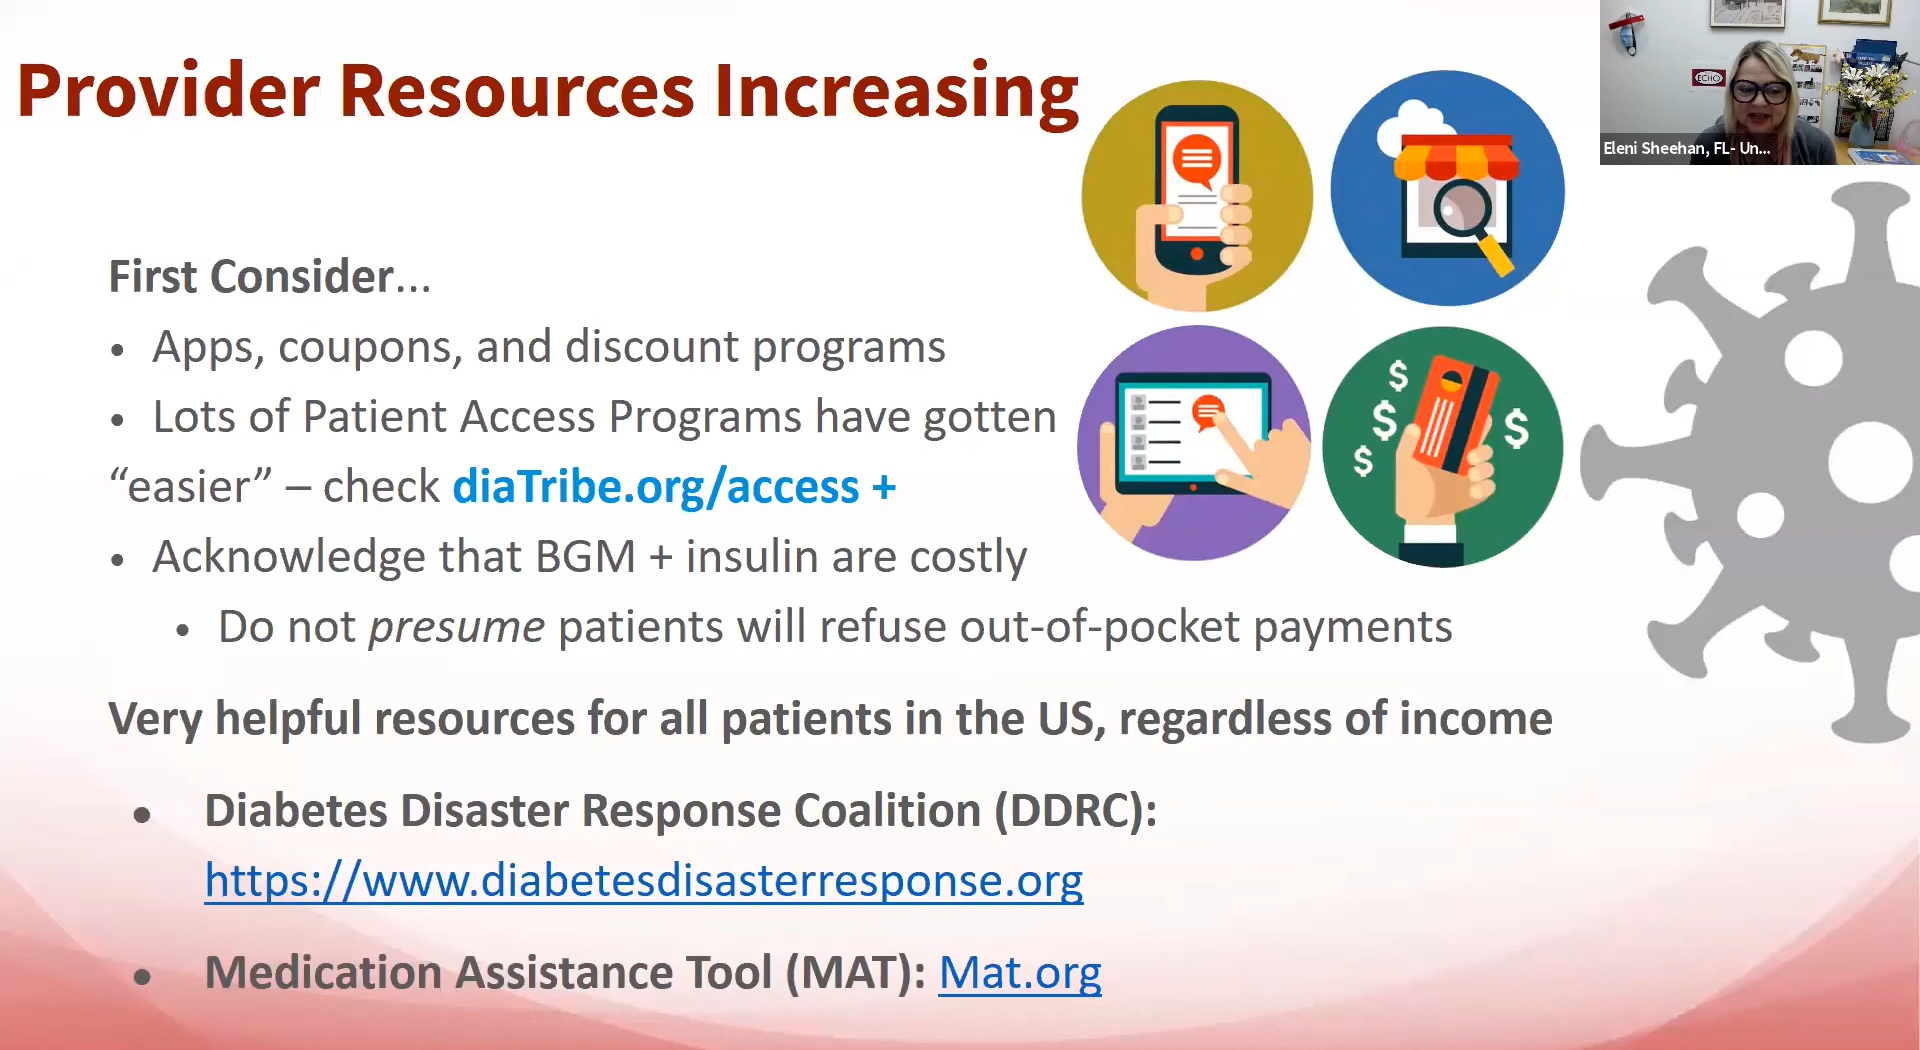 Provider Resources Increasing
Eleni Sheehan, FL- Un...
ECHO
First Consider...
• Apps, coupons, and discount programs
• Lots of Patient Access Programs have gotten
“easier” – check diaTribe.org/access +
• Acknowledge that BGM + insulin are costly
• Do not presume patients will refuse out-of-pocket payments
$
$
$
$
Very helpful resources for all patients in the US, regardless of income
• Diabetes Disaster Response Coalition (DDRC):
https://www.diabetesdisasterresponse.org
• Medication Assistance Tool (MAT): Mat.org